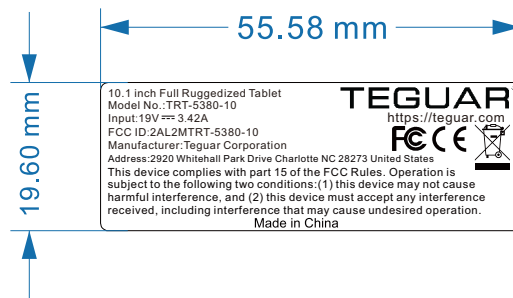 55.58 mm
19.60 mm
10.1 inch Full Ruggedized Tablet
Model No.:TRT-5380-10
Input:19V⎓3.42A
FCC ID:2AL2MTRT-5380-10
Manufacturer:Teguar Corporation
TEGUAR
https://teguar.com
FC CE
Address:2920 Whitehall Park Drive Charlotte NC 28273 United States
This device complies with part 15 of the FCC Rules. Operation is
subject to the following two conditions:(1) this device may not cause
harmful interference, and (2) this device must accept any interference
received, including interference that may cause undesired operation.
Made in China